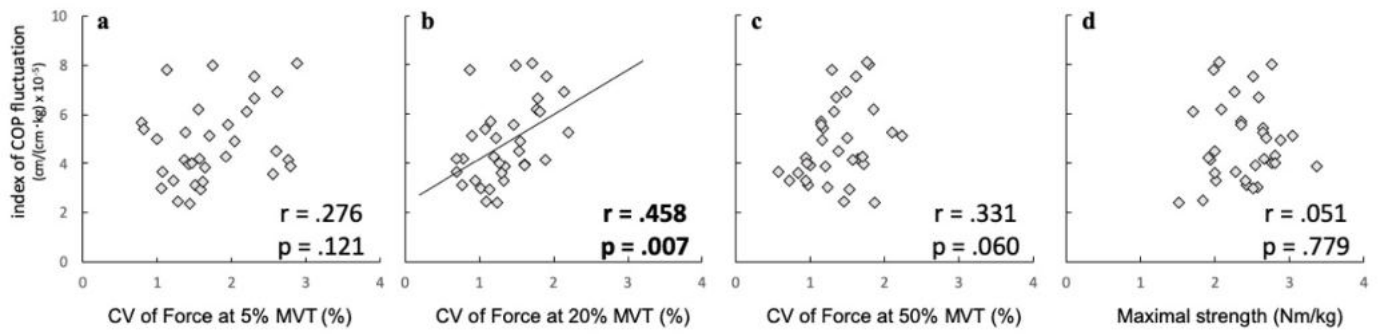 a
b
c
d
index of COP fluctuation
(cm/(cm·kg) x 10⁻⁵)
10
8
6
4
2
0
r = .276
p = .121
r = .458
p = .007
r = .331
p = .060
r = .051
p = .779
0 1 2 3 4
0 1 2 3 4
0 1 2 3 4
0 1 2 3 4
CV of Force at 5% MVT (%)
CV of Force at 20% MVT (%)
CV of Force at 50% MVT (%)
Maximal strength (Nm/kg)